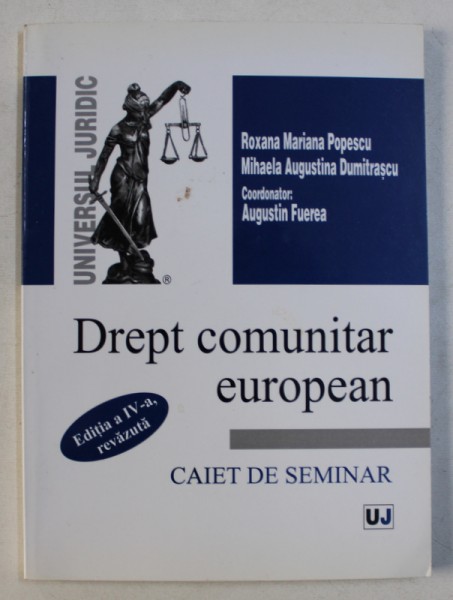 UNIVERSUL JURIDIC
®
Roxana Mariana Popescu
Mihaela Augustina Dumitrașcu
Coordonator:
Augustin Fuerea
Drept comunitar
european
Ediția a IV-a,
revăzută
CAIET DE SEMINAR
UJ